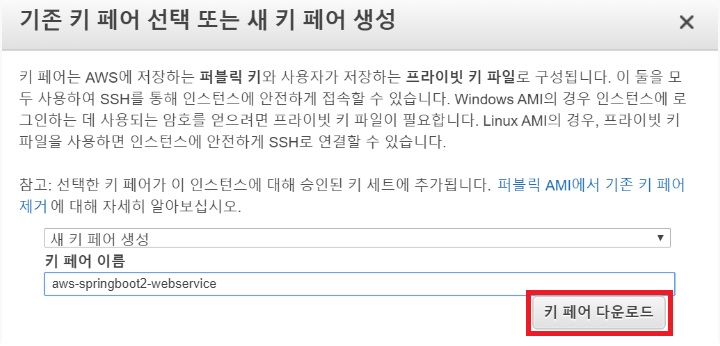 기존 키 페어 선택 또는 새 키 페어 생성
키 페어는 AWS에 저장하는 퍼블릭 키와 사용자가 저장하는 프라이빗 키 파일로 구성됩니다. 이 둘을 모
두 사용하여 SSH를 통해 인스턴스에 안전하게 접속할 수 있습니다. Windows AMI의 경우 인스턴스에 로
그인하는 데 사용되는 암호를 얻으려면 프라이빗 키 파일이 필요합니다. Linux AMI의 경우, 프라이빗 키
파일을 사용하면 인스턴스에 안전하게 SSH로 연결할 수 있습니다.
참고: 선택한 키 페어가 이 인스턴스에 대해 승인된 키 세트에 추가됩니다. 퍼블릭 AMI에서 기존 키 페어
제거 에 대해 자세히 알아보십시오.
새 키 페어 생성
키 페어 이름
aws-springboot2-webservice
키 페어 다운로드